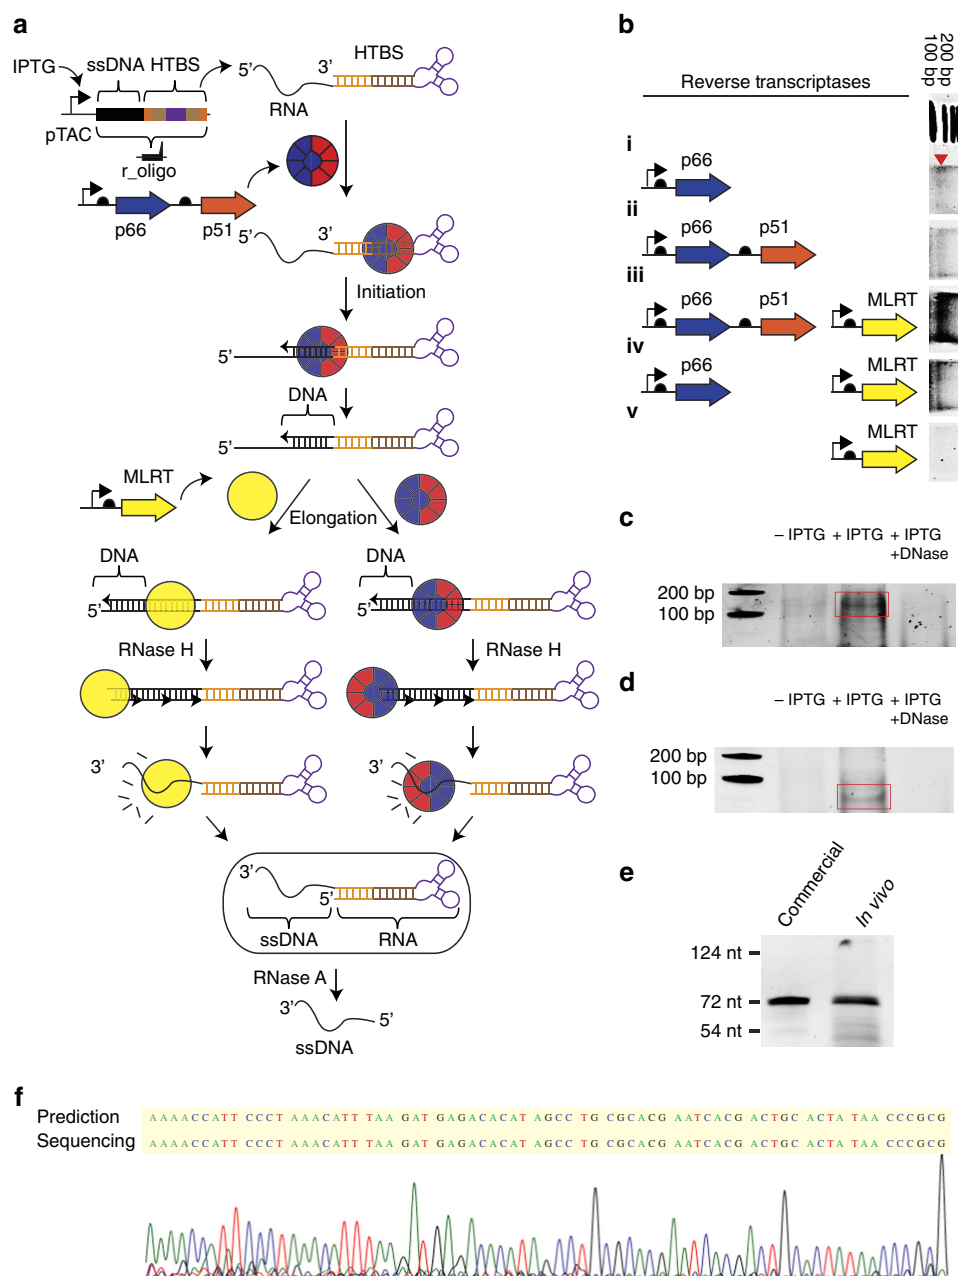 a
IPTG
ssDNA HTBS
pTAC
r_oligo
p66
p51
5’
RNA
3’
HTBS
3’
Initiation
5’
DNA
5’
MLRT
Elongation
DNA
5’
RNase H
DNA
5’
RNase H
3’
3’
3’
5’
ssDNA
RNA
RNase A
3’
5’
ssDNA
b
Reverse transcriptases
200 bp
100 bp
i
p66
ii
p66
p51
iii
p66
p51
MLRT
iv
p66
MLRT
v
MLRT
c
– IPTG + IPTG + IPTG
+DNase
200 bp
100 bp
d
– IPTG + IPTG + IPTG
+DNase
200 bp
100 bp
e
Commercial
In vivo
124 nt
72 nt
54 nt
f
Prediction
AAAACCATT CCCT AAACATT TAA GAT GAGACACAT AGCC TG CGCACG AATCACG ACTGC ACTA TAA CCCGCG
Sequencing
AAAACCATT CCCT AAACATT TAA GAT GAGACACAT AGCC TG CGCACG AATCACG ACTGC ACTA TAA CCCGCG